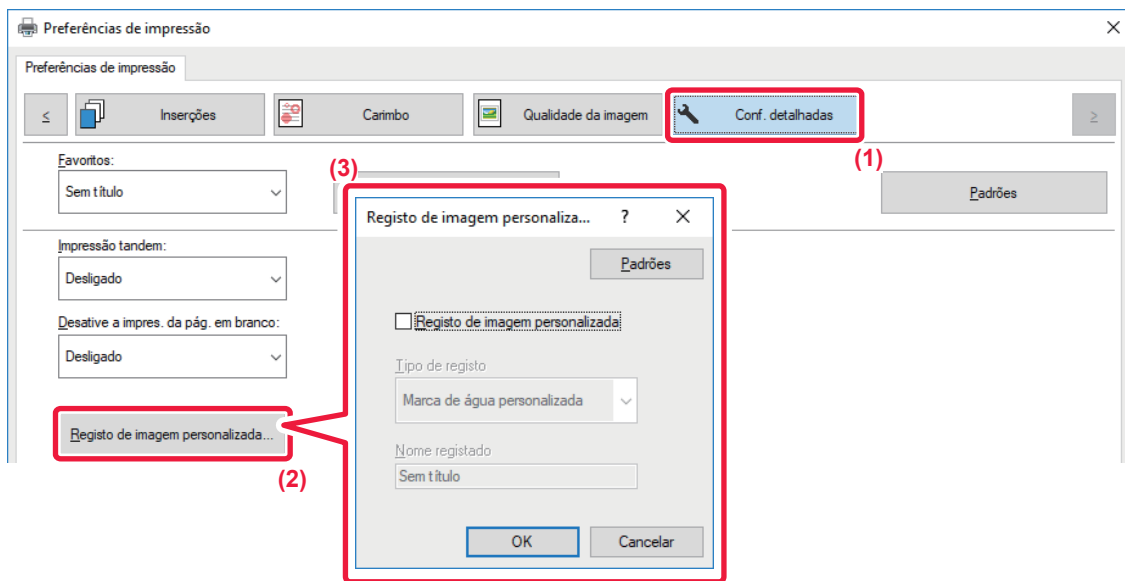 Preferências de impressão
Preferências de impressão
<
Inserções
Carimbo
Qualidade da imagem
Conf. detalhadas
>
(1)
Favoritos:
Sem título
Padrões
(3)
Registo de imagem personaliza...
?
Padrões
Registo de imagem personalizada
Tipo de registo
Marca de água personalizada
Nome registado
Sem título
OK
Cancelar
Impressão tandem:
Desligado
Desative a impres. da pág. em branco:
Desligado
Registo de imagem personalizada...
(2)